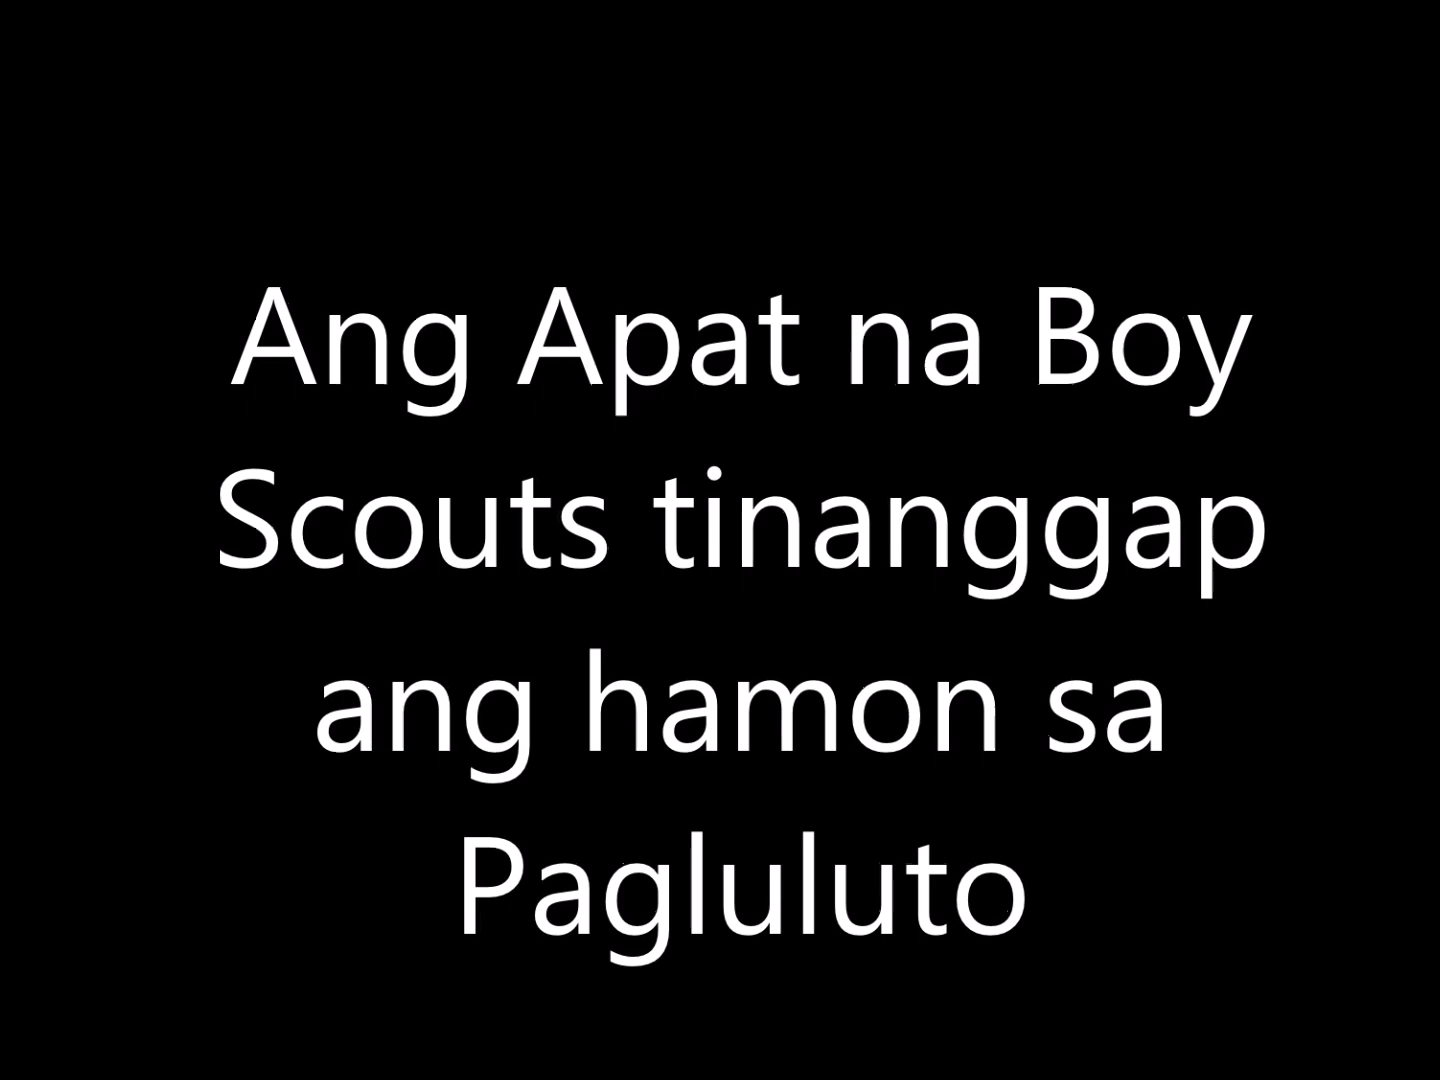 Ang Apat na Boy
Scouts tinanggap
ang hamon sa
Pagluluto